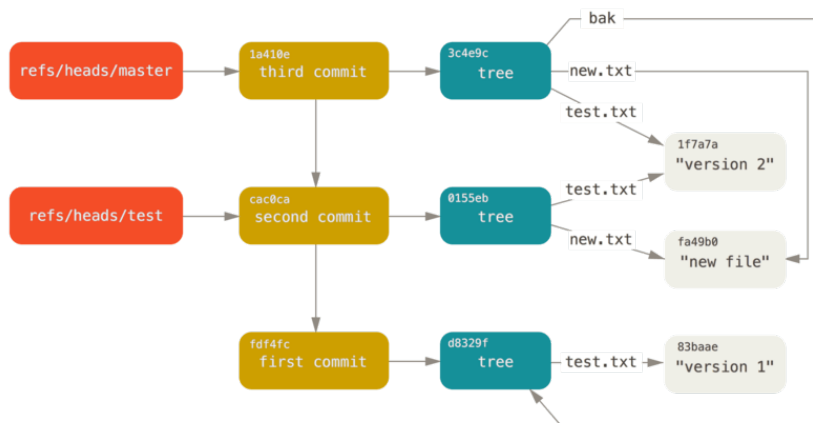 bak
1a410e
3c4e9c
refs/heads/master
third commit
tree
new.txt
test.txt
1f7a7a
"version 2"
cac0ca
0155eb
test.txt
refs/heads/test
second commit
tree
new.txt
fa49b0
"new file"
fdf4fc
d8329f
83baae
first commit
tree
test.txt
"version 1"